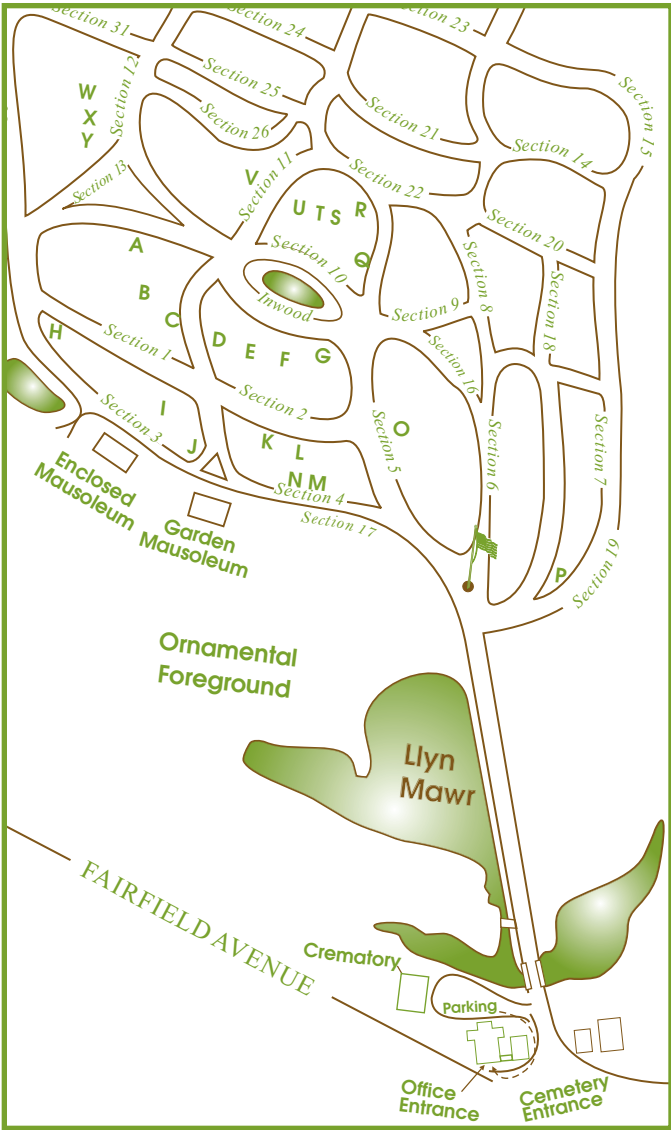 Section 31
Section 24
Section 23
Section 12
Section 25
Section 15
W
X
Y
Section 26
Section 21
Section 14
Section 13
V
Section 11
Section 22
U T S R
Section 20
A
Section 10
Q
Section 8
B
Inwood
Section 9
Section 18
C
H
Section 1
D E F G
Section 16
I
Section 2
Section 3
Section 5
O
Section 6
Section 7
J
K L
N M
Section 4
Section 17
Enclosed
Mausoleum
Garden
Mausoleum
P
Section 19
Ornamental
Foreground
Llyn
Mawr
FAIRFIELD AVENUE
Crematory
Parking
Office
Entrance
Cemetery
Entrance